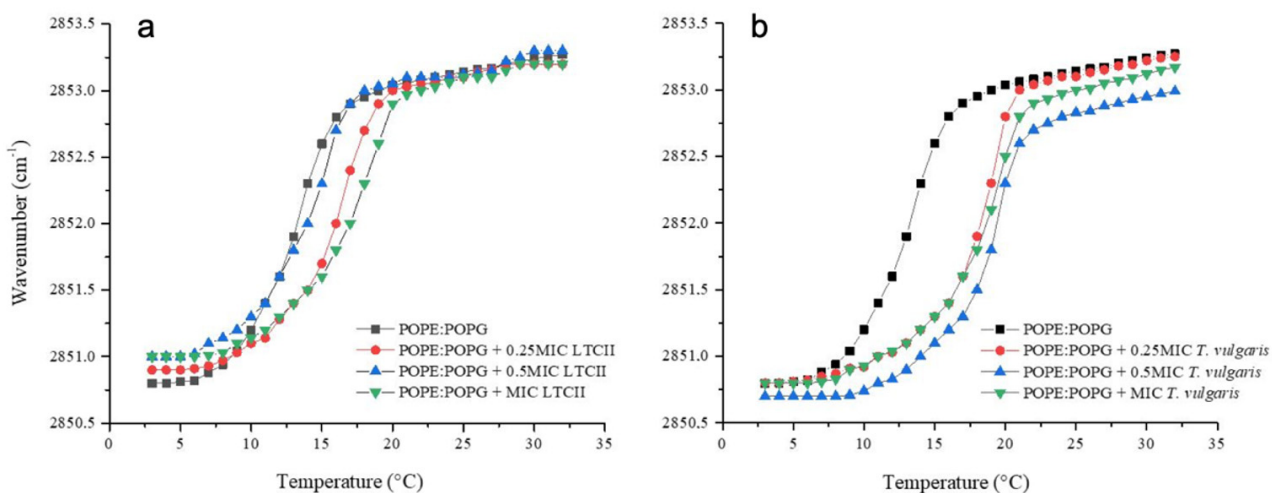 a
2853.5
2853.0
2852.5
2852.0
2851.5
2851.0
2850.5
Wavenumber (cm⁻¹)
0 5 10 15 20 25 30 35
Temperature (°C)
POPE:POPG
POPE:POPG + 0.25MIC LTCII
POPE:POPG + 0.5MIC LTCII
POPE:POPG + MIC LTCII
b
2853.5
2853.0
2852.5
2852.0
2851.5
2851.0
2850.5
0 5 10 15 20 25 30 35
Temperature (°C)
POPE:POPG
POPE:POPG + 0.25MIC T. vulgaris
POPE:POPG + 0.5MIC T. vulgaris
POPE:POPG + MIC T. vulgaris